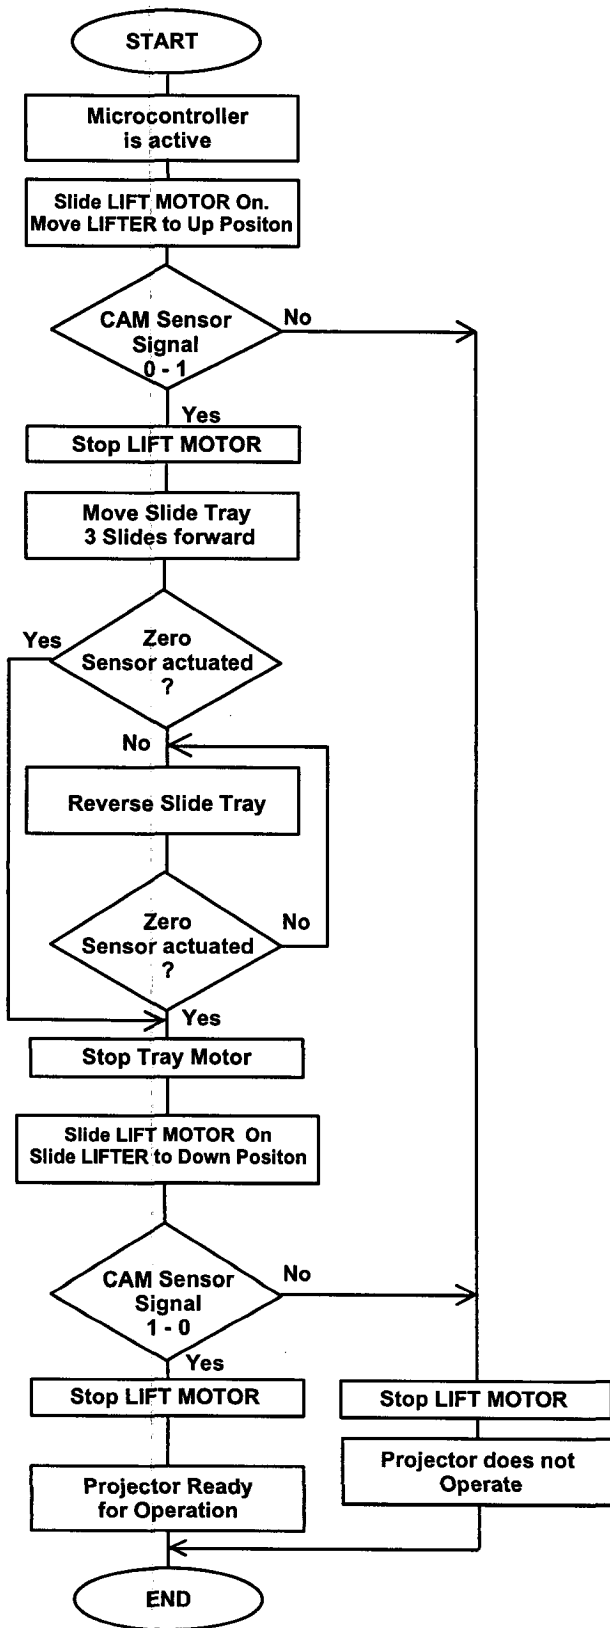 START
Microcontroller
is active
Slide LIFT MOTOR On.
Move LIFTER to Up Positon
CAM Sensor
Signal
0 - 1
No
Yes
Stop LIFT MOTOR
Move Slide Tray
3 Slides forward
Yes
Zero
Sensor actuated
?
No
Reverse Slide Tray
Zero
Sensor actuated
?
No
Yes
Stop Tray Motor
Slide LIFT MOTOR On
Slide LIFTER to Down Positon
CAM Sensor
Signal
1 - 0
No
Yes
Stop LIFT MOTOR
Stop LIFT MOTOR
Projector Ready
for Operation
Projector does not
Operate
END